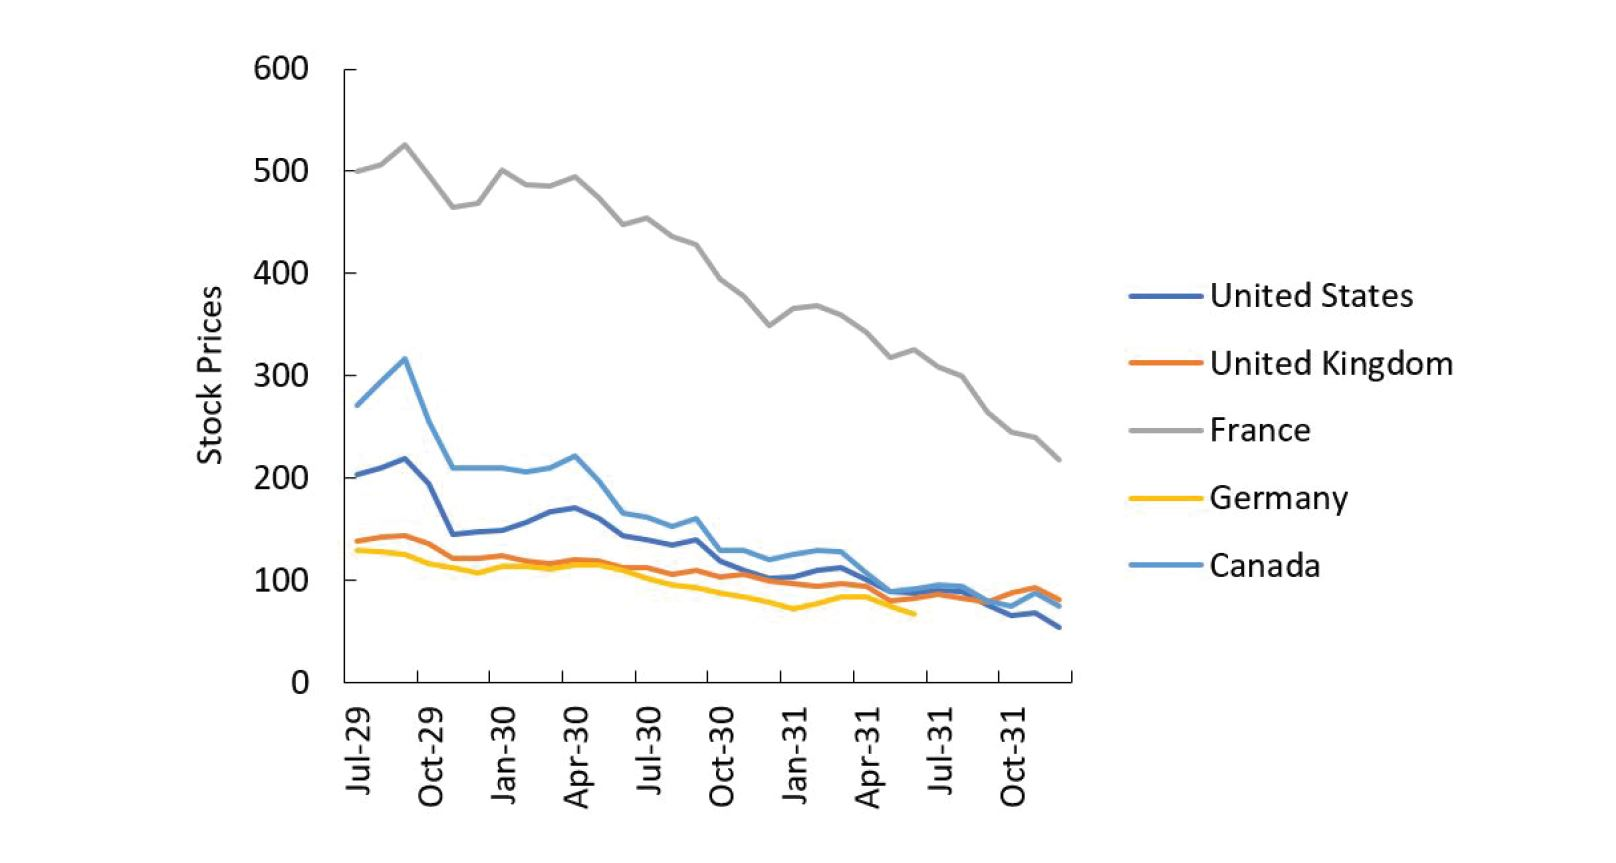 600
500
400
300
200
100
0
Stock Prices
Jul-29
Oct-29
Jan-30
Apr-30
Jul-30
Oct-30
Jan-31
Apr-31
Jul-31
Oct-31
United States
United Kingdom
France
Germany
Canada